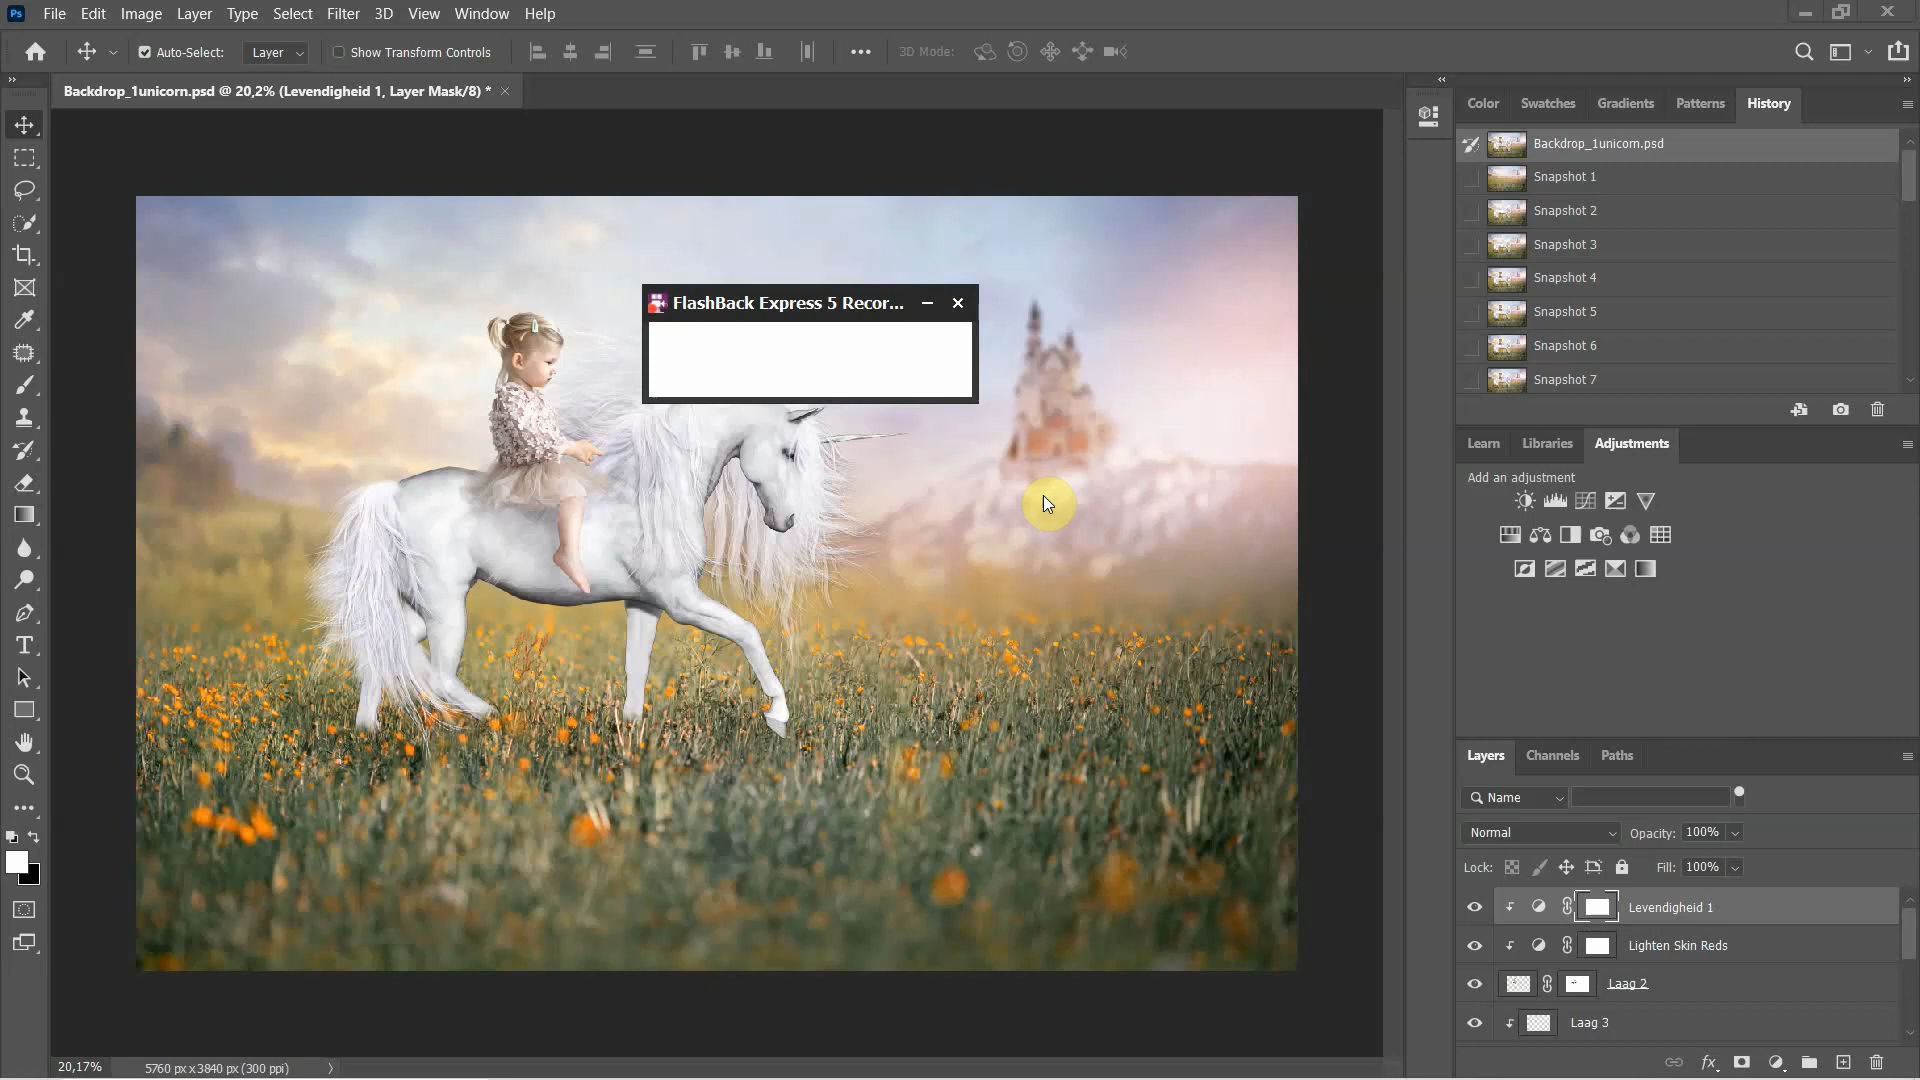 Ps File Edit Image Layer Type Select Filter 3D View Window Help
Auto-Select: Layer Show Transform Controls 3D Mode:
Backdrop_1unicorn.psd @ 20,2% (Levendigheid 1, Layer Mask/8) *
Color Swatches Gradients Patterns History
Backdrop_1unicorn.psd
Snapshot 1
Snapshot 2
Snapshot 3
Snapshot 4
Snapshot 5
Snapshot 6
Snapshot 7
FlashBack Express 5 Recor...
Learn Libraries Adjustments
Add an adjustment
Layers Channels Paths
Name
Normal Opacity: 100%
Lock: Fill: 100%
Levendigheid 1
Lighten Skin Reds
Laag 2
Laag 3
fx
20,17% 5760 px x 3840 px (300 ppi)